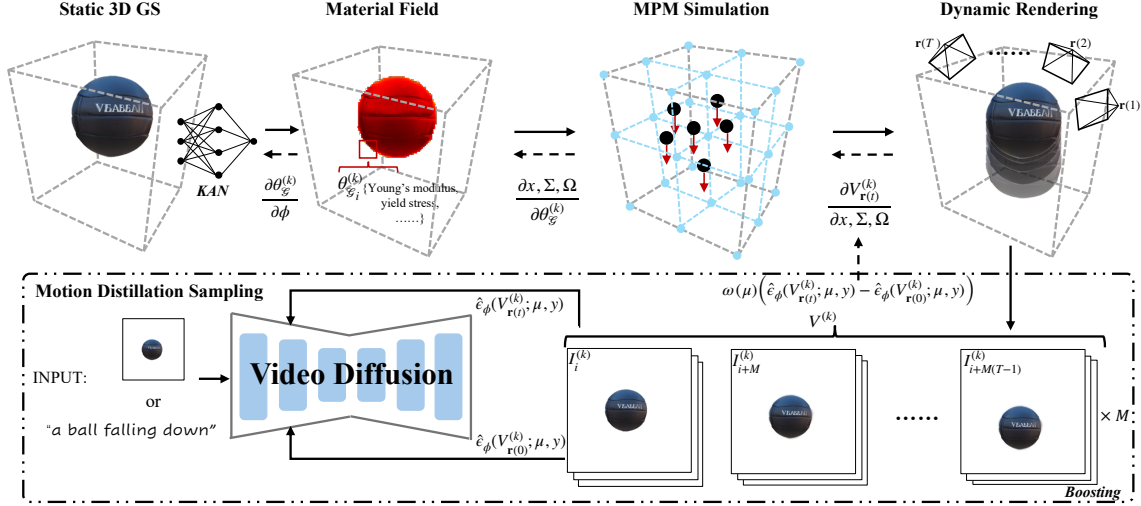 Static 3D GS
Material Field
MPM Simulation
Dynamic Rendering
r(T)
......
r(2)
r(1)
KAN
∂θ_𝒢^(k)
∂ϕ
θ_𝒢i^(k)
{Young's modulus,
yield stress,
......}
∂x, Σ, Ω
∂θ_𝒢^(k)
∂V_r(t)^(k)
∂x, Σ, Ω
Motion Distillation Sampling
ω(μ)(ε̂_ϕ(V_r(t)^(k); μ, y) − ε̂_ϕ(V_r(0)^(k); μ, y))
ε̂_ϕ(V_r(t)^(k); μ, y)
V^(k)
INPUT:
or
"a ball falling down"
Video Diffusion
I_i^(k)
I_i+M^(k)
......
I_i+M(T−1)^(k)
× M
ε̂_ϕ(V_r(0)^(k); μ, y)
Boosting